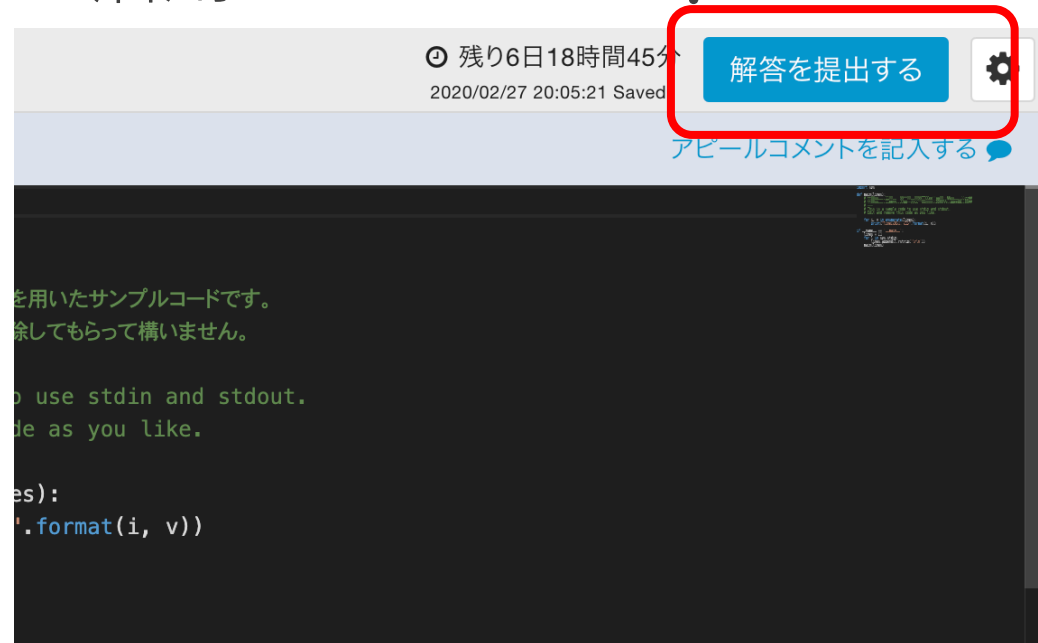 残り6日18時間45分
解答を提出する
2020/02/27 20:05:21 Saved
アピールコメントを記入する
を用いたサンプルコードです。
除してもらって構いません。
o use stdin and stdout.
de as you like.
es):
'.format(i, v))